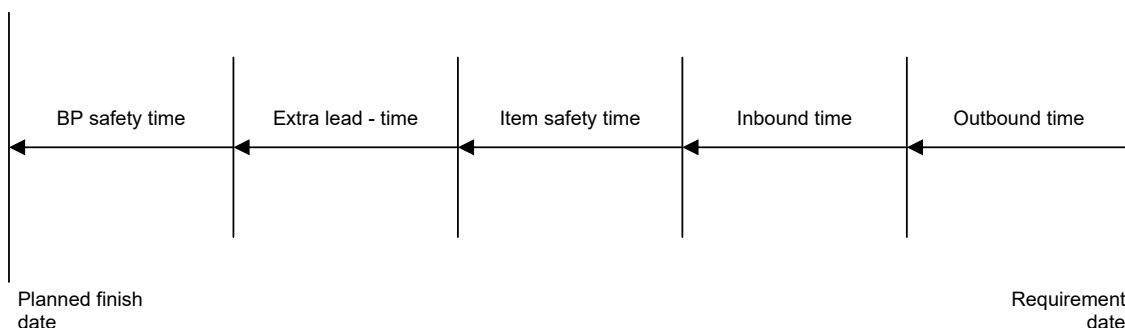 BP safety time
Extra lead - time
Item safety time
Inbound time
Outbound time
Planned finish
date
Requirement
date